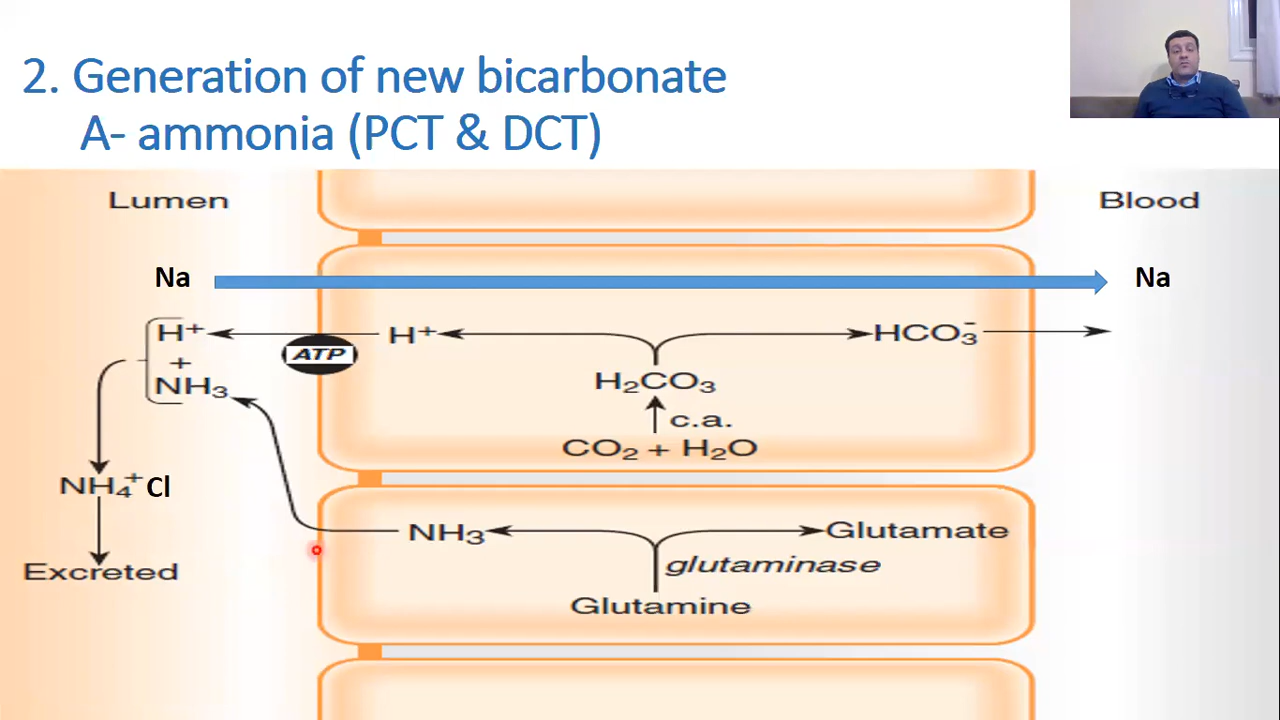 2. Generation of new bicarbonate
A- ammonia (PCT & DCT)
Lumen
Blood
Na
Na
H⁺
H⁺
HCO₃⁻
ATP
+
NH₃
H₂CO₃
c.a.
CO₂ + H₂O
NH₄⁺ Cl
NH₃
Glutamate
glutaminase
Excreted
Glutamine